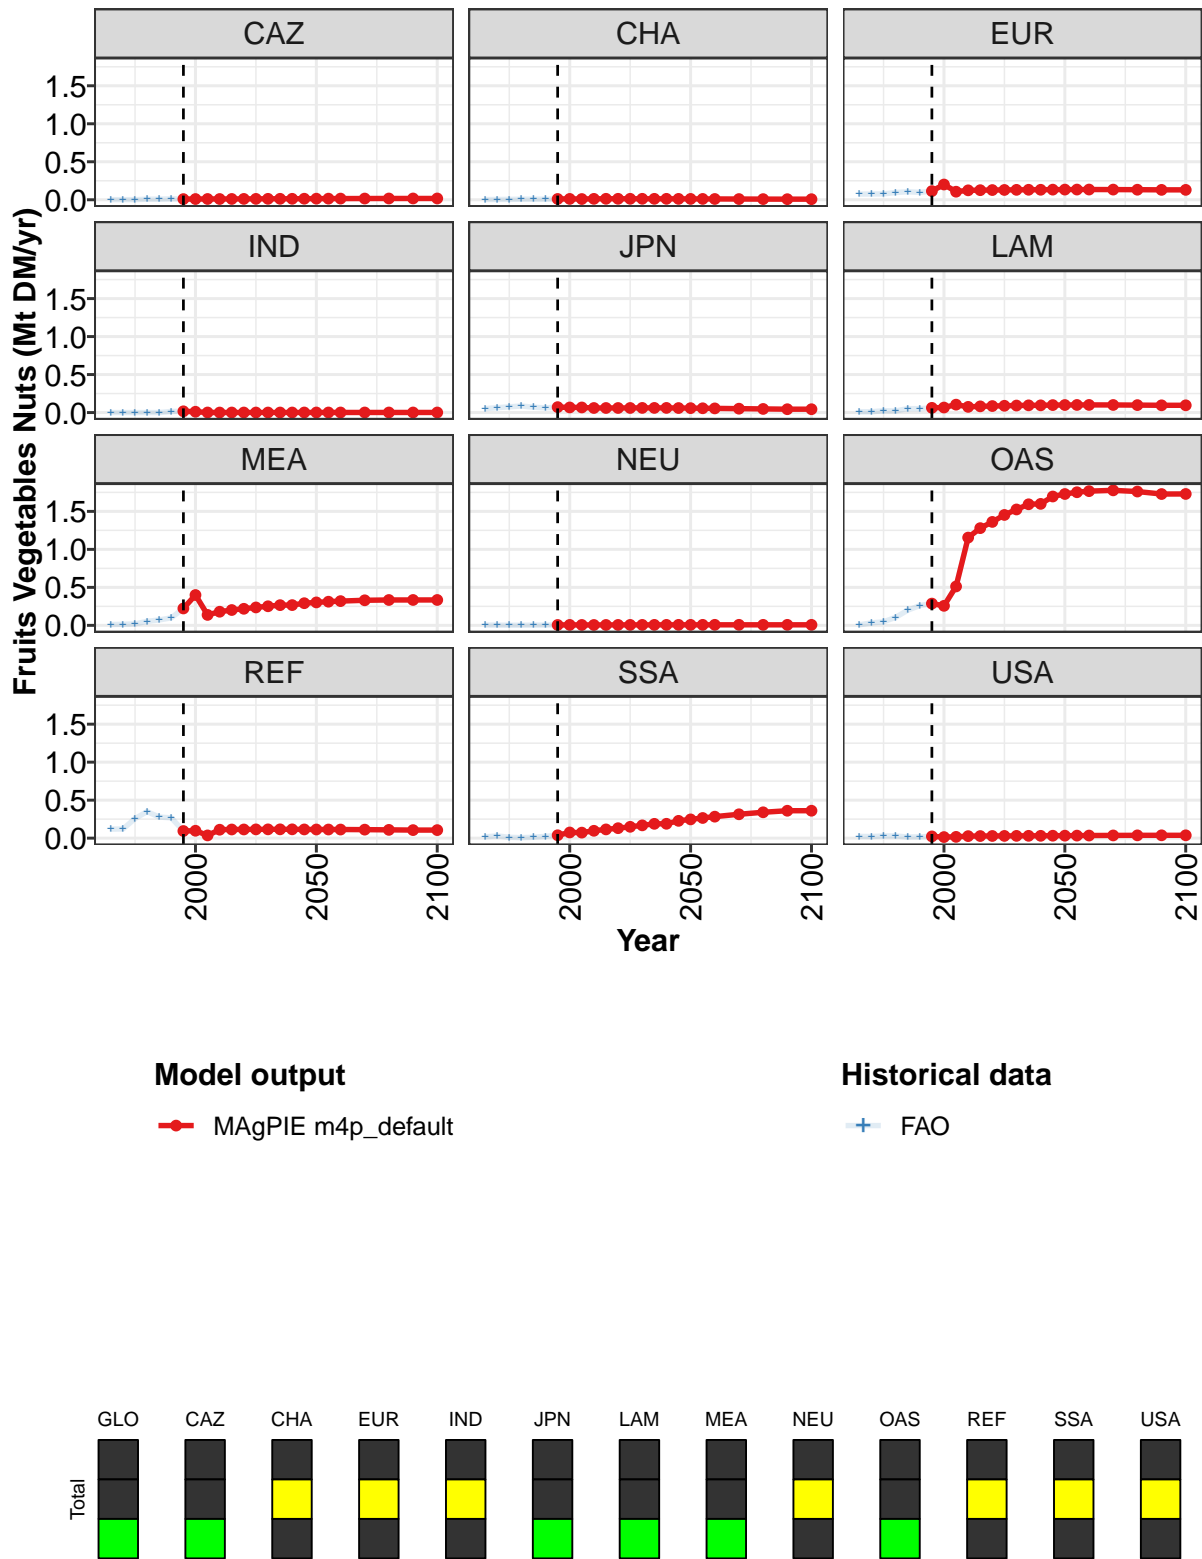 CAZ CHA EUR
1.5
1.0
0.5
0.0
IND JPN LAM
1.5
1.0
0.5
0.0
MEA NEU OAS
1.5
1.0
0.5
0.0
REF SSA USA
1.5
1.0
0.5
0.0
Fruits Vegetables Nuts (Mt DM/yr)
2000 2050 2100 2000 2050 2100 2000 2050 2100
Year
Model output Historical data
MAgPIE m4p_default FAO
GLO CAZ CHA EUR IND JPN LAM MEA NEU OAS REF SSA USA
Total